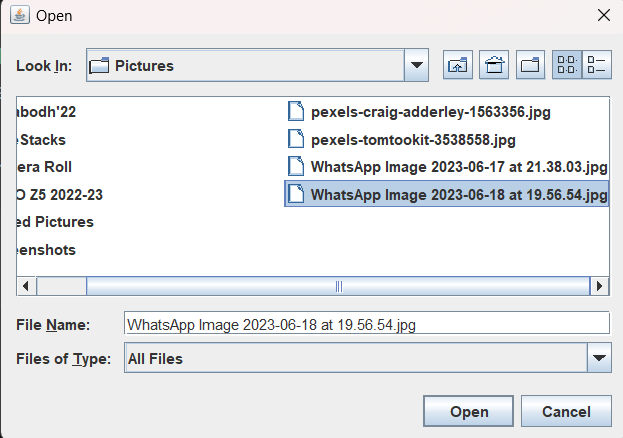 Open
Look In: Pictures
abodh'22
eStacks
era Roll
O Z5 2022-23
ed Pictures
eenshots
pexels-craig-adderley-1563356.jpg
pexels-tomtookit-3538558.jpg
WhatsApp Image 2023-06-17 at 21.38.03.jpg
WhatsApp Image 2023-06-18 at 19.56.54.jpg
File Name: WhatsApp Image 2023-06-18 at 19.56.54.jpg
Files of Type: All Files
Open Cancel